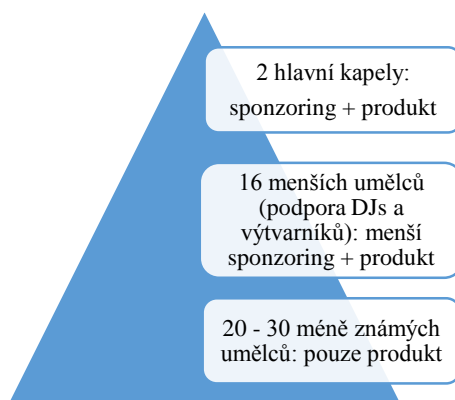 2 hlavní kapely:
sponzoring + produkt
16 menších umělců
(podpora DJs a
výtvarníků): menší
sponzoring + produkt
20 - 30 méně známých
umělců: pouze produkt